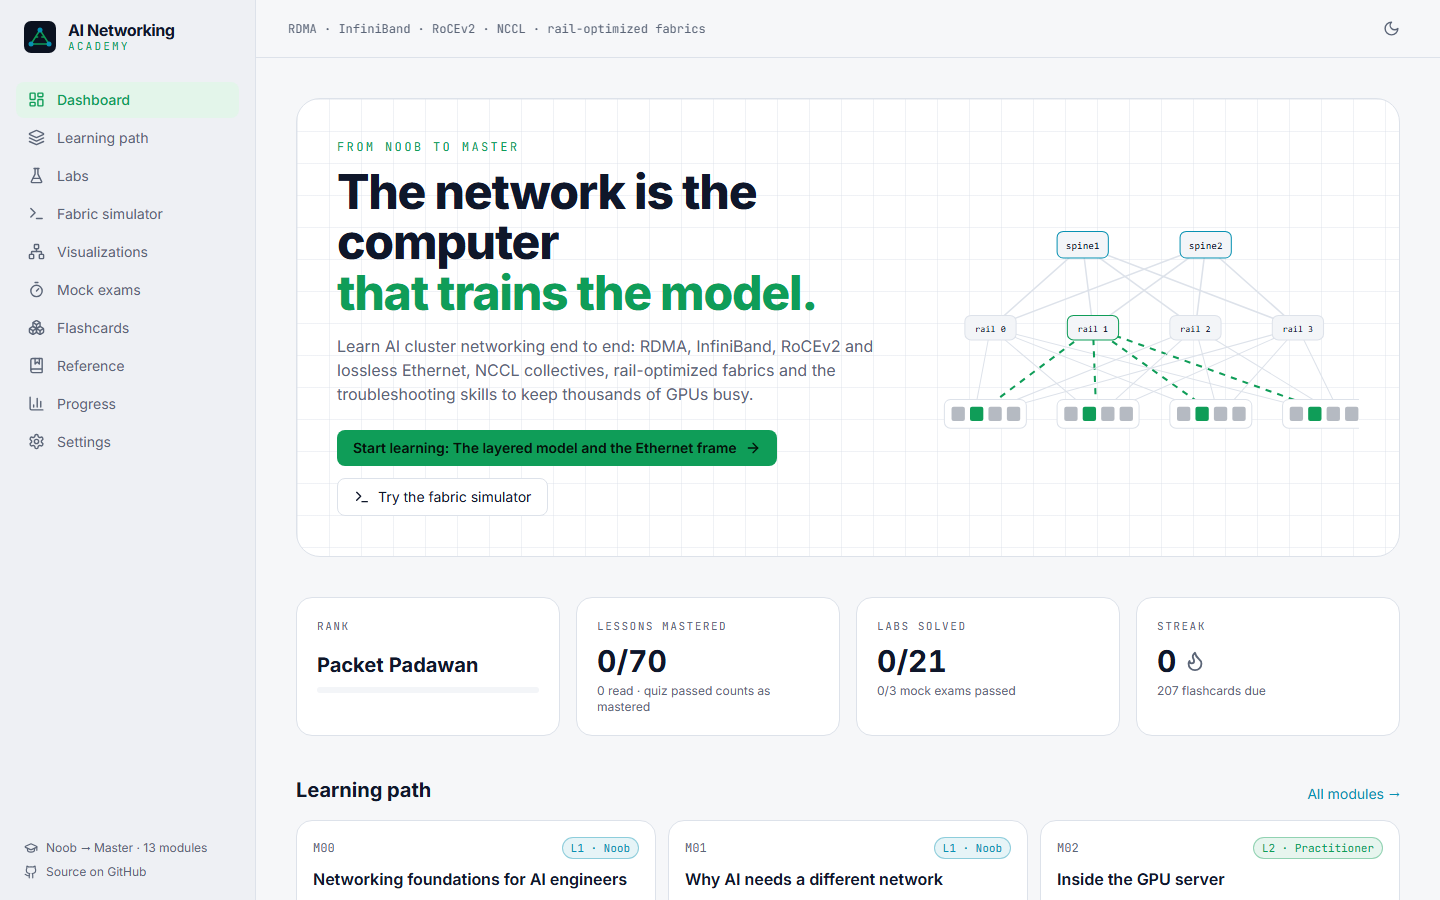 AI Networking
ACADEMY
Dashboard
Learning path
Labs
Fabric simulator
Visualizations
Mock exams
Flashcards
Reference
Progress
Settings
Noob → Master · 13 modules
Source on GitHub
RDMA · InfiniBand · RoCEv2 · NCCL · rail-optimized fabrics
FROM NOOB TO MASTER
The network is the
computer
that trains the model.
Learn AI cluster networking end to end: RDMA, InfiniBand, RoCEv2 and
lossless Ethernet, NCCL collectives, rail-optimized fabrics and the
troubleshooting skills to keep thousands of GPUs busy.
Start learning: The layered model and the Ethernet frame →
Try the fabric simulator
spine1
spine2
rail 0
rail 1
rail 2
rail 3
RANK
Packet Padawan
LESSONS MASTERED
0/70
0 read · quiz passed counts as
mastered
LABS SOLVED
0/21
0/3 mock exams passed
STREAK
0
207 flashcards due
Learning path
All modules →
M00
L1 · Noob
Networking foundations for AI engineers
M01
L1 · Noob
Why AI needs a different network
M02
L2 · Practitioner
Inside the GPU server